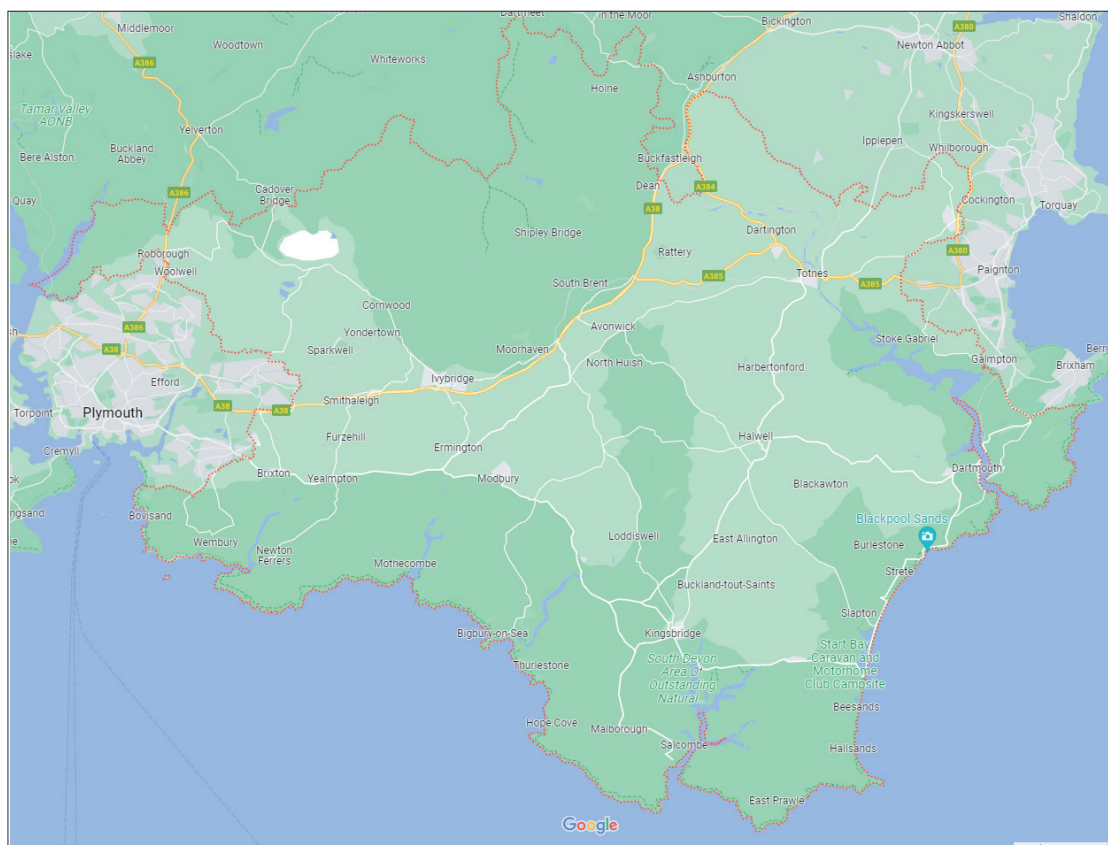 Middlemoor
Dartmeet
In the Moor
Bickington
A380
Shaldon
Woodtown
A386
Whiteworks
Newton Abbot
slake
Ashburton
Holne
Tamar Valley
AONB
Kingskerswell
Yelverton
Ipplepen
Whilborough
Buckland
Abbey
Bere Alston
Buckfastleigh
Dean
A384
Cadover
Bridge
A386
Quay
Cockington
Torquay
A38
Shipley Bridge
Dartington
Roborough
Woolwell
Rattery
A380
Paignton
Totnes
South Brent
A385
A385
Cornwood
A386
Avonwick
Yondertown
Stoke Gabriel
A38
Sparkwell
Moorhaven
North Huish
Galmpton
Berry
Harbertonford
Brixham
Efford
Ivybridge
Smithaleigh
A38
A38
Torpoint
Plymouth
Furzehill
Halwell
Cremyll
Ermington
Brixton
Yealmpton
Modbury
Dartmouth
Blackawton
ok
ngsand
Bovisand
Blackpool Sands
Wembury
Loddiswell
East Allington
Burlestone
Newton
Ferrers
Mothecombe
Strete
Buckland-tout-Saints
Slapton
Bigbury-on-Sea
Kingsbridge
Start Bay
Caravan and
Motorhome
Club Campsite
South Devon
Area Of
Outstanding
Natural
Thurlestone
Beesands
Hope Cove
Malborough
Salcombe
Hallsands
East Prawle
Google